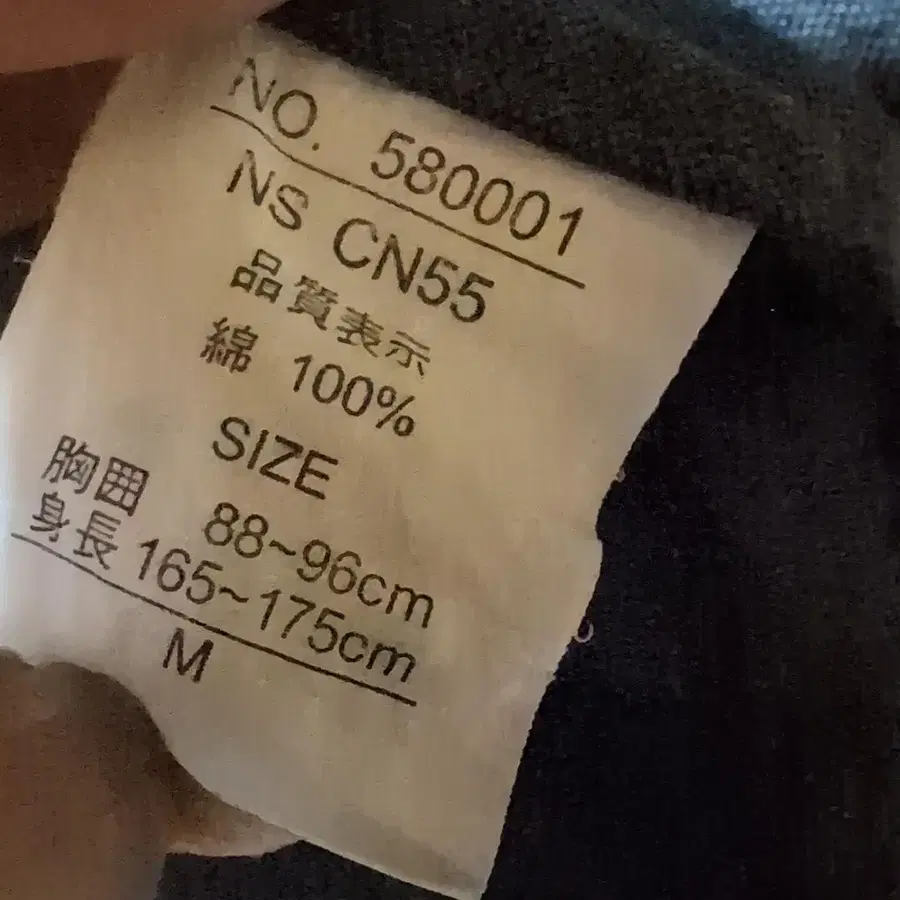 NO. 580001
NS CN55
品質表示
綿 100%
SIZE
胸囲 88~96cm
身長 165~175cm
M